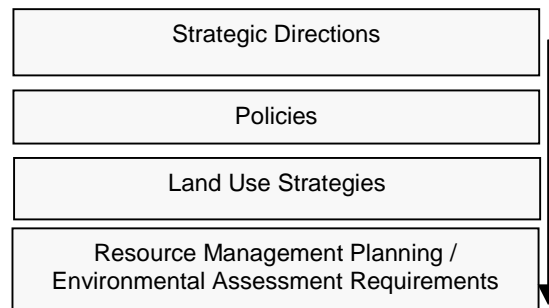 Strategic Directions
Policies
Land Use Strategies
Resource Management Planning /
Environmental Assessment Requirements